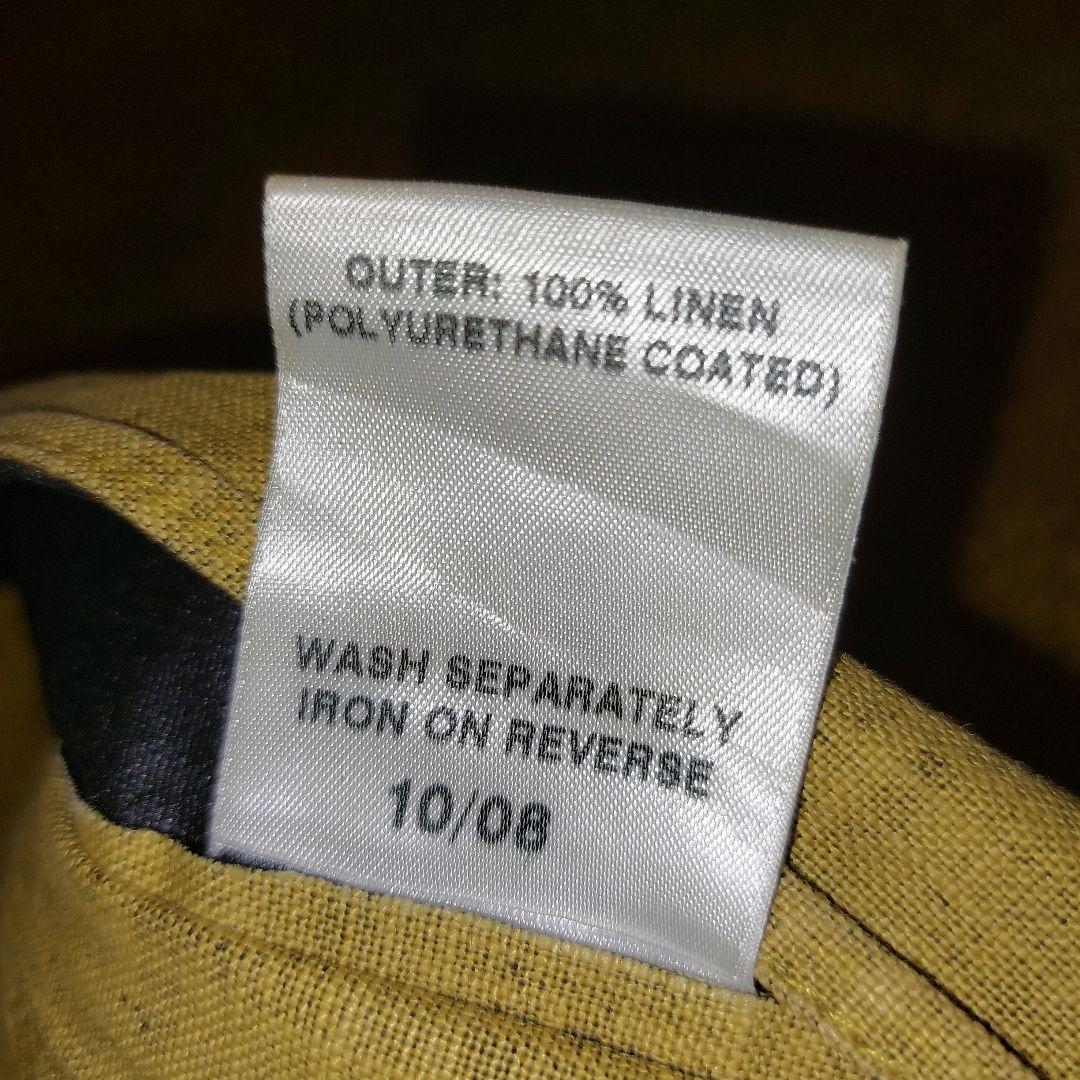 OUTER: 100% LINEN
(POLYURETHANE COATED)
WASH SEPARATELY
IRON ON REVERSE
10/08